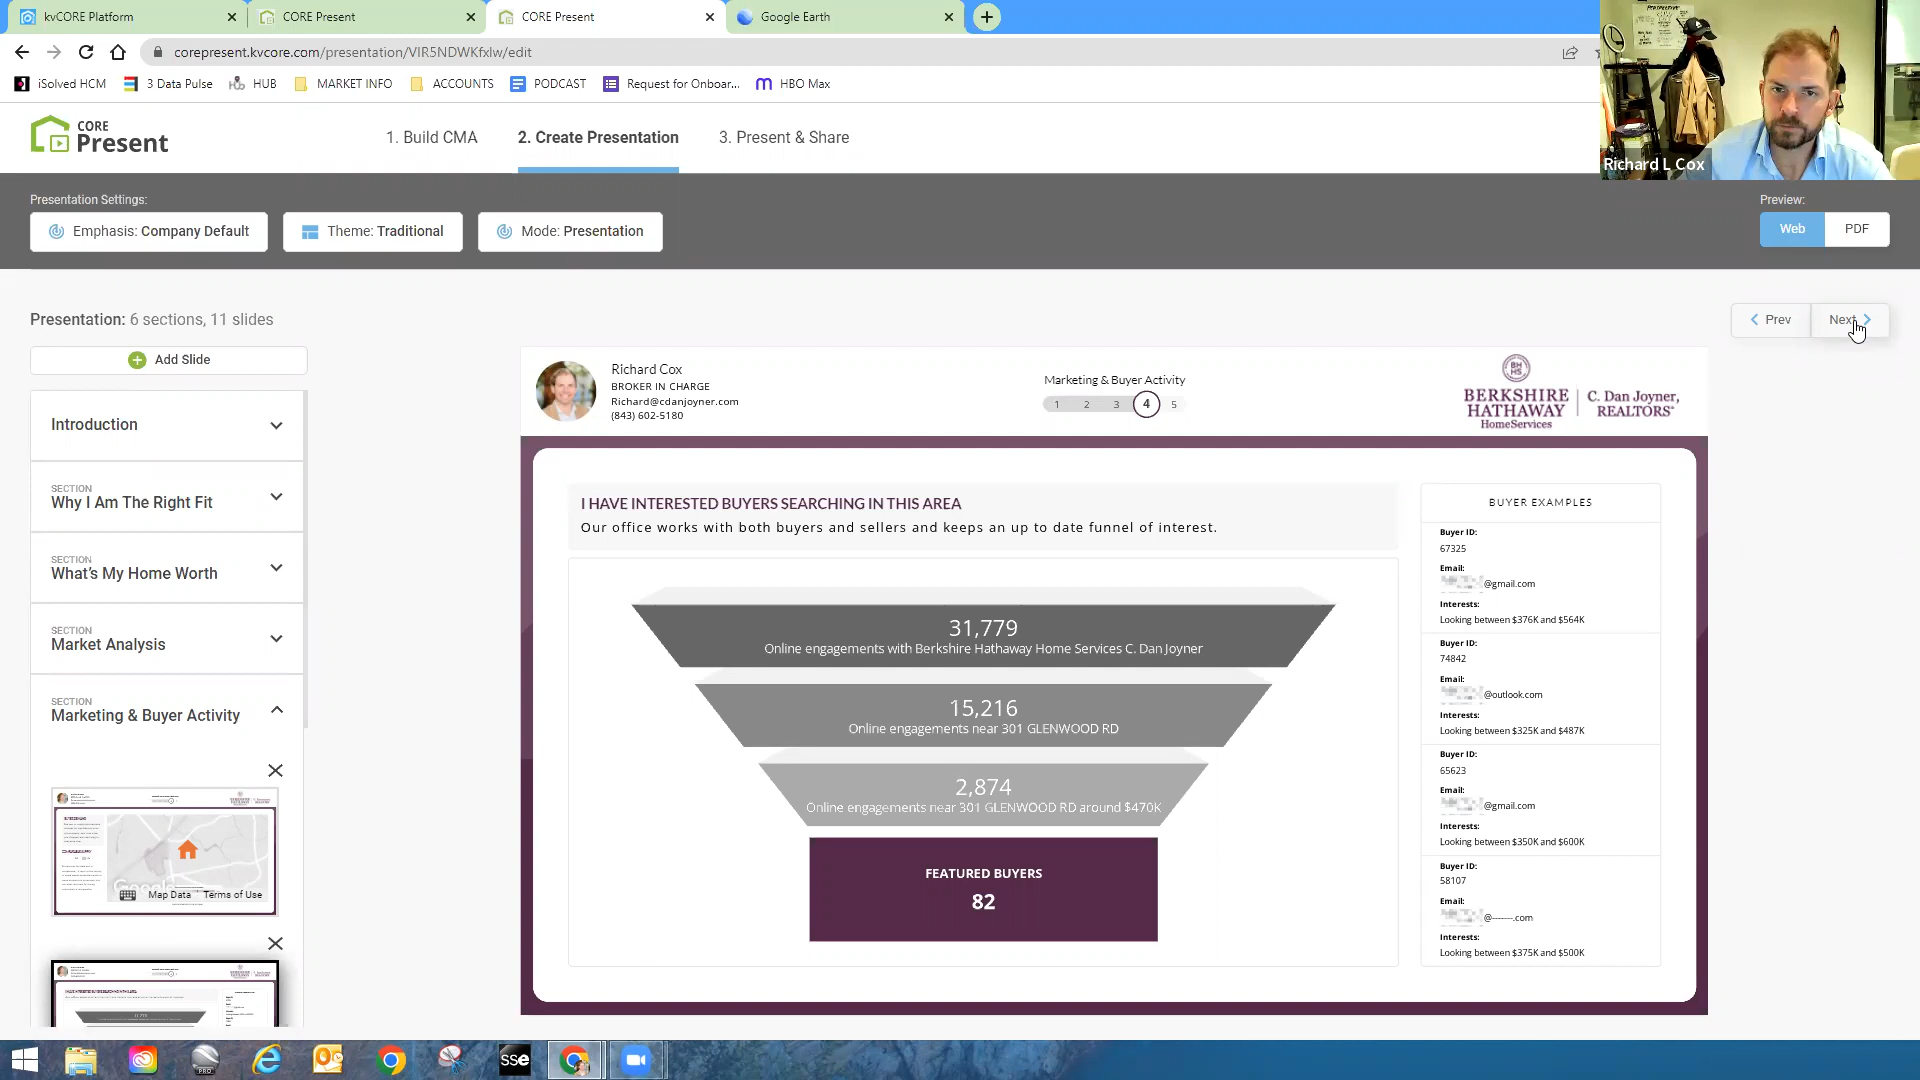 kvCORE Platform
CORE Present
CORE Present
Google Earth
corepresent.kvcore.com/presentation/VIR5NDWKfxlw/edit
iSolved HCM
3 Data Pulse
HUB
MARKET INFO
ACCOUNTS
PODCAST
Request for Onboar...
HBO Max
Richard L Cox
CORE
Present
1. Build CMA
2. Create Presentation
3. Present & Share
Presentation Settings:
Emphasis: Company Default
Theme: Traditional
Mode: Presentation
Preview:
Web
PDF
Presentation: 6 sections, 11 slides
Prev
Next
Add Slide
Introduction
SECTION
Why I Am The Right Fit
SECTION
What's My Home Worth
SECTION
Market Analysis
SECTION
Marketing & Buyer Activity
Google
Map Data
Terms of Use
Richard Cox
BROKER IN CHARGE
Richard@cdanjoyner.com
(843) 602-5180
Marketing & Buyer Activity
1 2 3 4 5
BH
HS
BERKSHIRE
HATHAWAY
HomeServices
C. Dan Joyner,
REALTORS®
I HAVE INTERESTED BUYERS SEARCHING IN THIS AREA
Our office works with both buyers and sellers and keeps an up to date funnel of interest.
31,779
Online engagements with Berkshire Hathaway Home Services C. Dan Joyner
15,216
Online engagements near 301 GLENWOOD RD
2,874
Online engagements near 301 GLENWOOD RD around $470K
FEATURED BUYERS
82
BUYER EXAMPLES
Buyer ID:
67325
Email:
@gmail.com
Interests:
Looking between $376K and $564K
Buyer ID:
74842
Email:
@outlook.com
Interests:
Looking between $325K and $487K
Buyer ID:
65623
Email:
@gmail.com
Interests:
Looking between $350K and $600K
Buyer ID:
58107
Email:
@-------.com
Interests:
Looking between $375K and $500K
PRO
sse